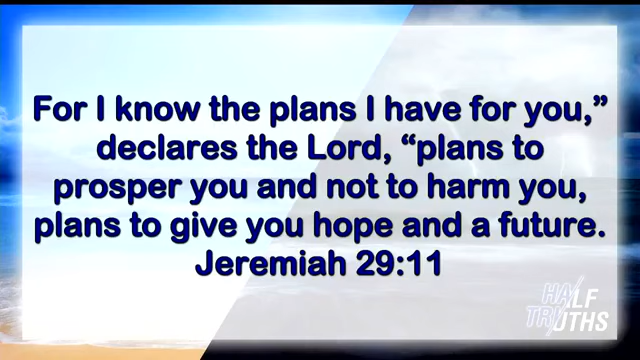 For I know the plans I have for you,”
declares the Lord, “plans to
prosper you and not to harm you,
plans to give you hope and a future.
Jeremiah 29:11
HALF
TRUTHS